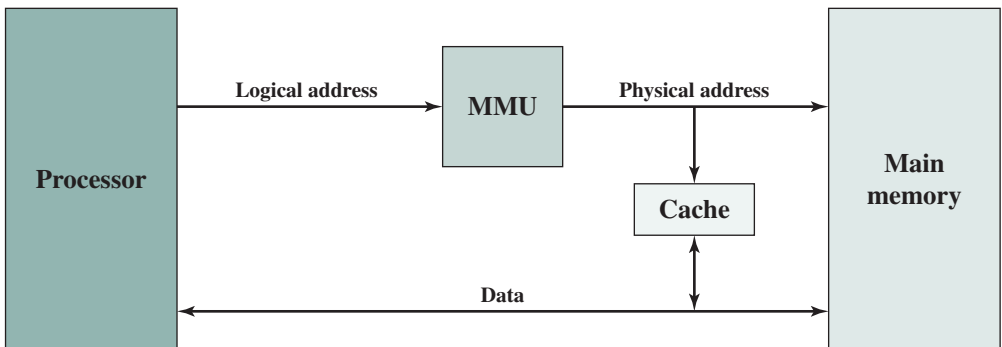 Logical address
MMU
Physical address
Processor
Main
memory
Cache
Data